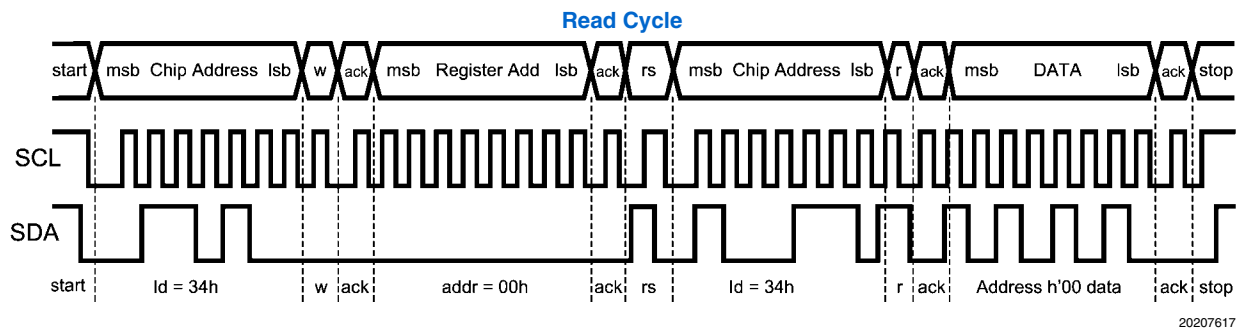 Read Cycle
start msb Chip Address lsb w ack msb Register Add lsb ack rs msb Chip Address lsb r ack msb DATA lsb ack stop
SCL
SDA
start Id = 34h w ack addr = 00h ack rs Id = 34h r ack Address h'00 data ack stop
20207617